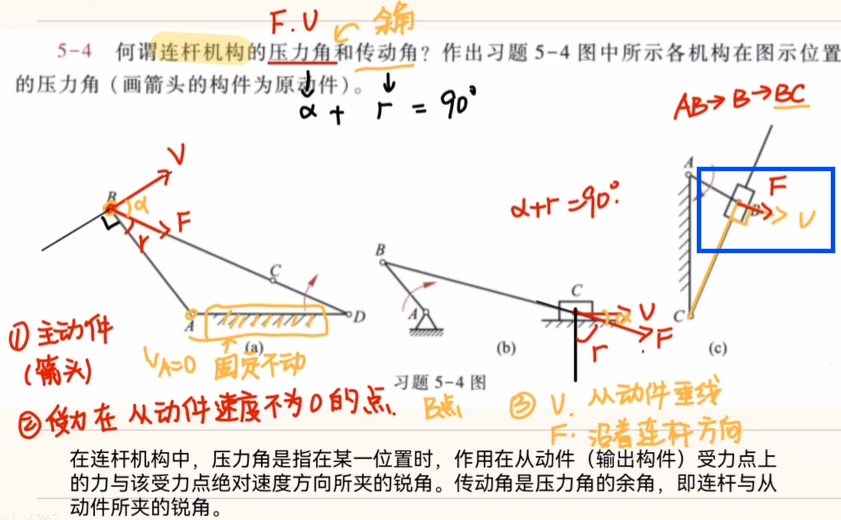 F.V 余角
5-4 何谓连杆机构的压力角和传动角？作出习题 5-4 图中所示各机构在图示位置
的压力角（画箭头的构件为原动件）。
α + r = 90°
AB→B→BC
V
B
α
F
r
C
A
D
(a)
α+r=90°.
B
A
C
V
α
F
r
(b)
A
F
B
V
C
(c)
①主动件
(箭头)
VA=0 固定不动
习题 5-4 图
②受力在从动件速度不为0的点. B点
③ V. 从动件垂线
F. 沿着连杆方向
在连杆机构中，压力角是指在某一位置时，作用在从动件（输出构件）受力点上
的力与该受力点绝对速度方向所夹的锐角。传动角是压力角的余角，即连杆与从
动件所夹的锐角。